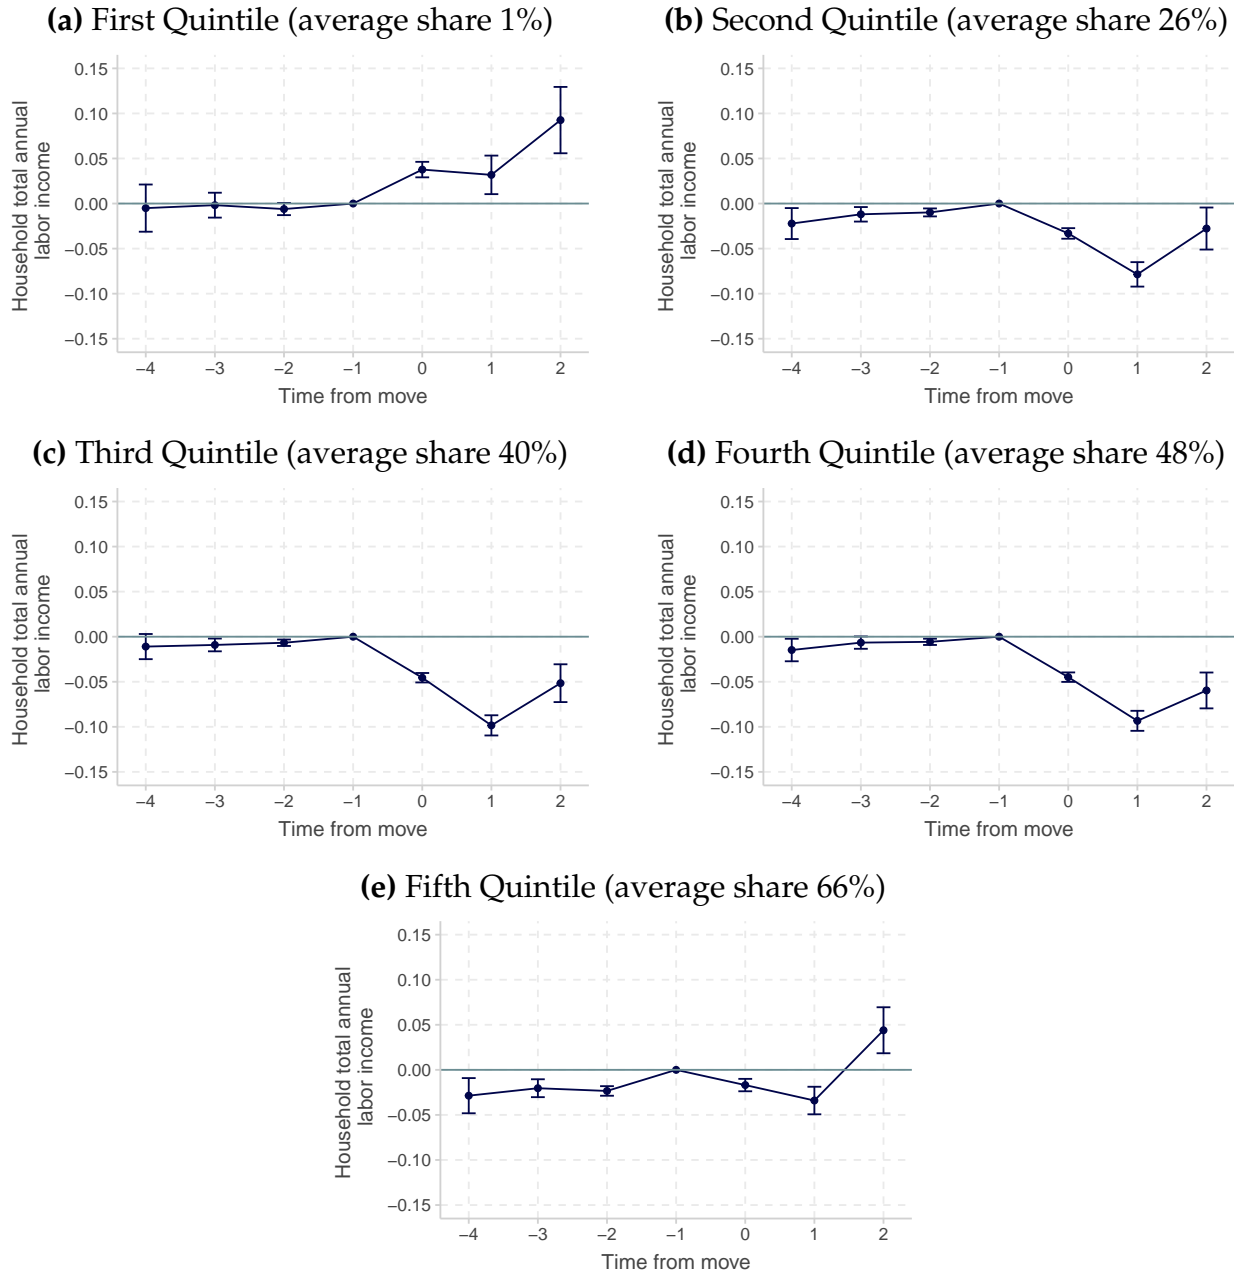 (a) First Quintile (average share 1%)
Household total annual
labor income
0.15
0.10
0.05
0.00
−0.05
−0.10
−0.15
−4 −3 −2 −1 0 1 2
Time from move
(b) Second Quintile (average share 26%)
Household total annual
labor income
0.15
0.10
0.05
0.00
−0.05
−0.10
−0.15
−4 −3 −2 −1 0 1 2
Time from move
(c) Third Quintile (average share 40%)
Household total annual
labor income
0.15
0.10
0.05
0.00
−0.05
−0.10
−0.15
−4 −3 −2 −1 0 1 2
Time from move
(d) Fourth Quintile (average share 48%)
Household total annual
labor income
0.15
0.10
0.05
0.00
−0.05
−0.10
−0.15
−4 −3 −2 −1 0 1 2
Time from move
(e) Fifth Quintile (average share 66%)
Household total annual
labor income
0.15
0.10
0.05
0.00
−0.05
−0.10
−0.15
−4 −3 −2 −1 0 1 2
Time from move